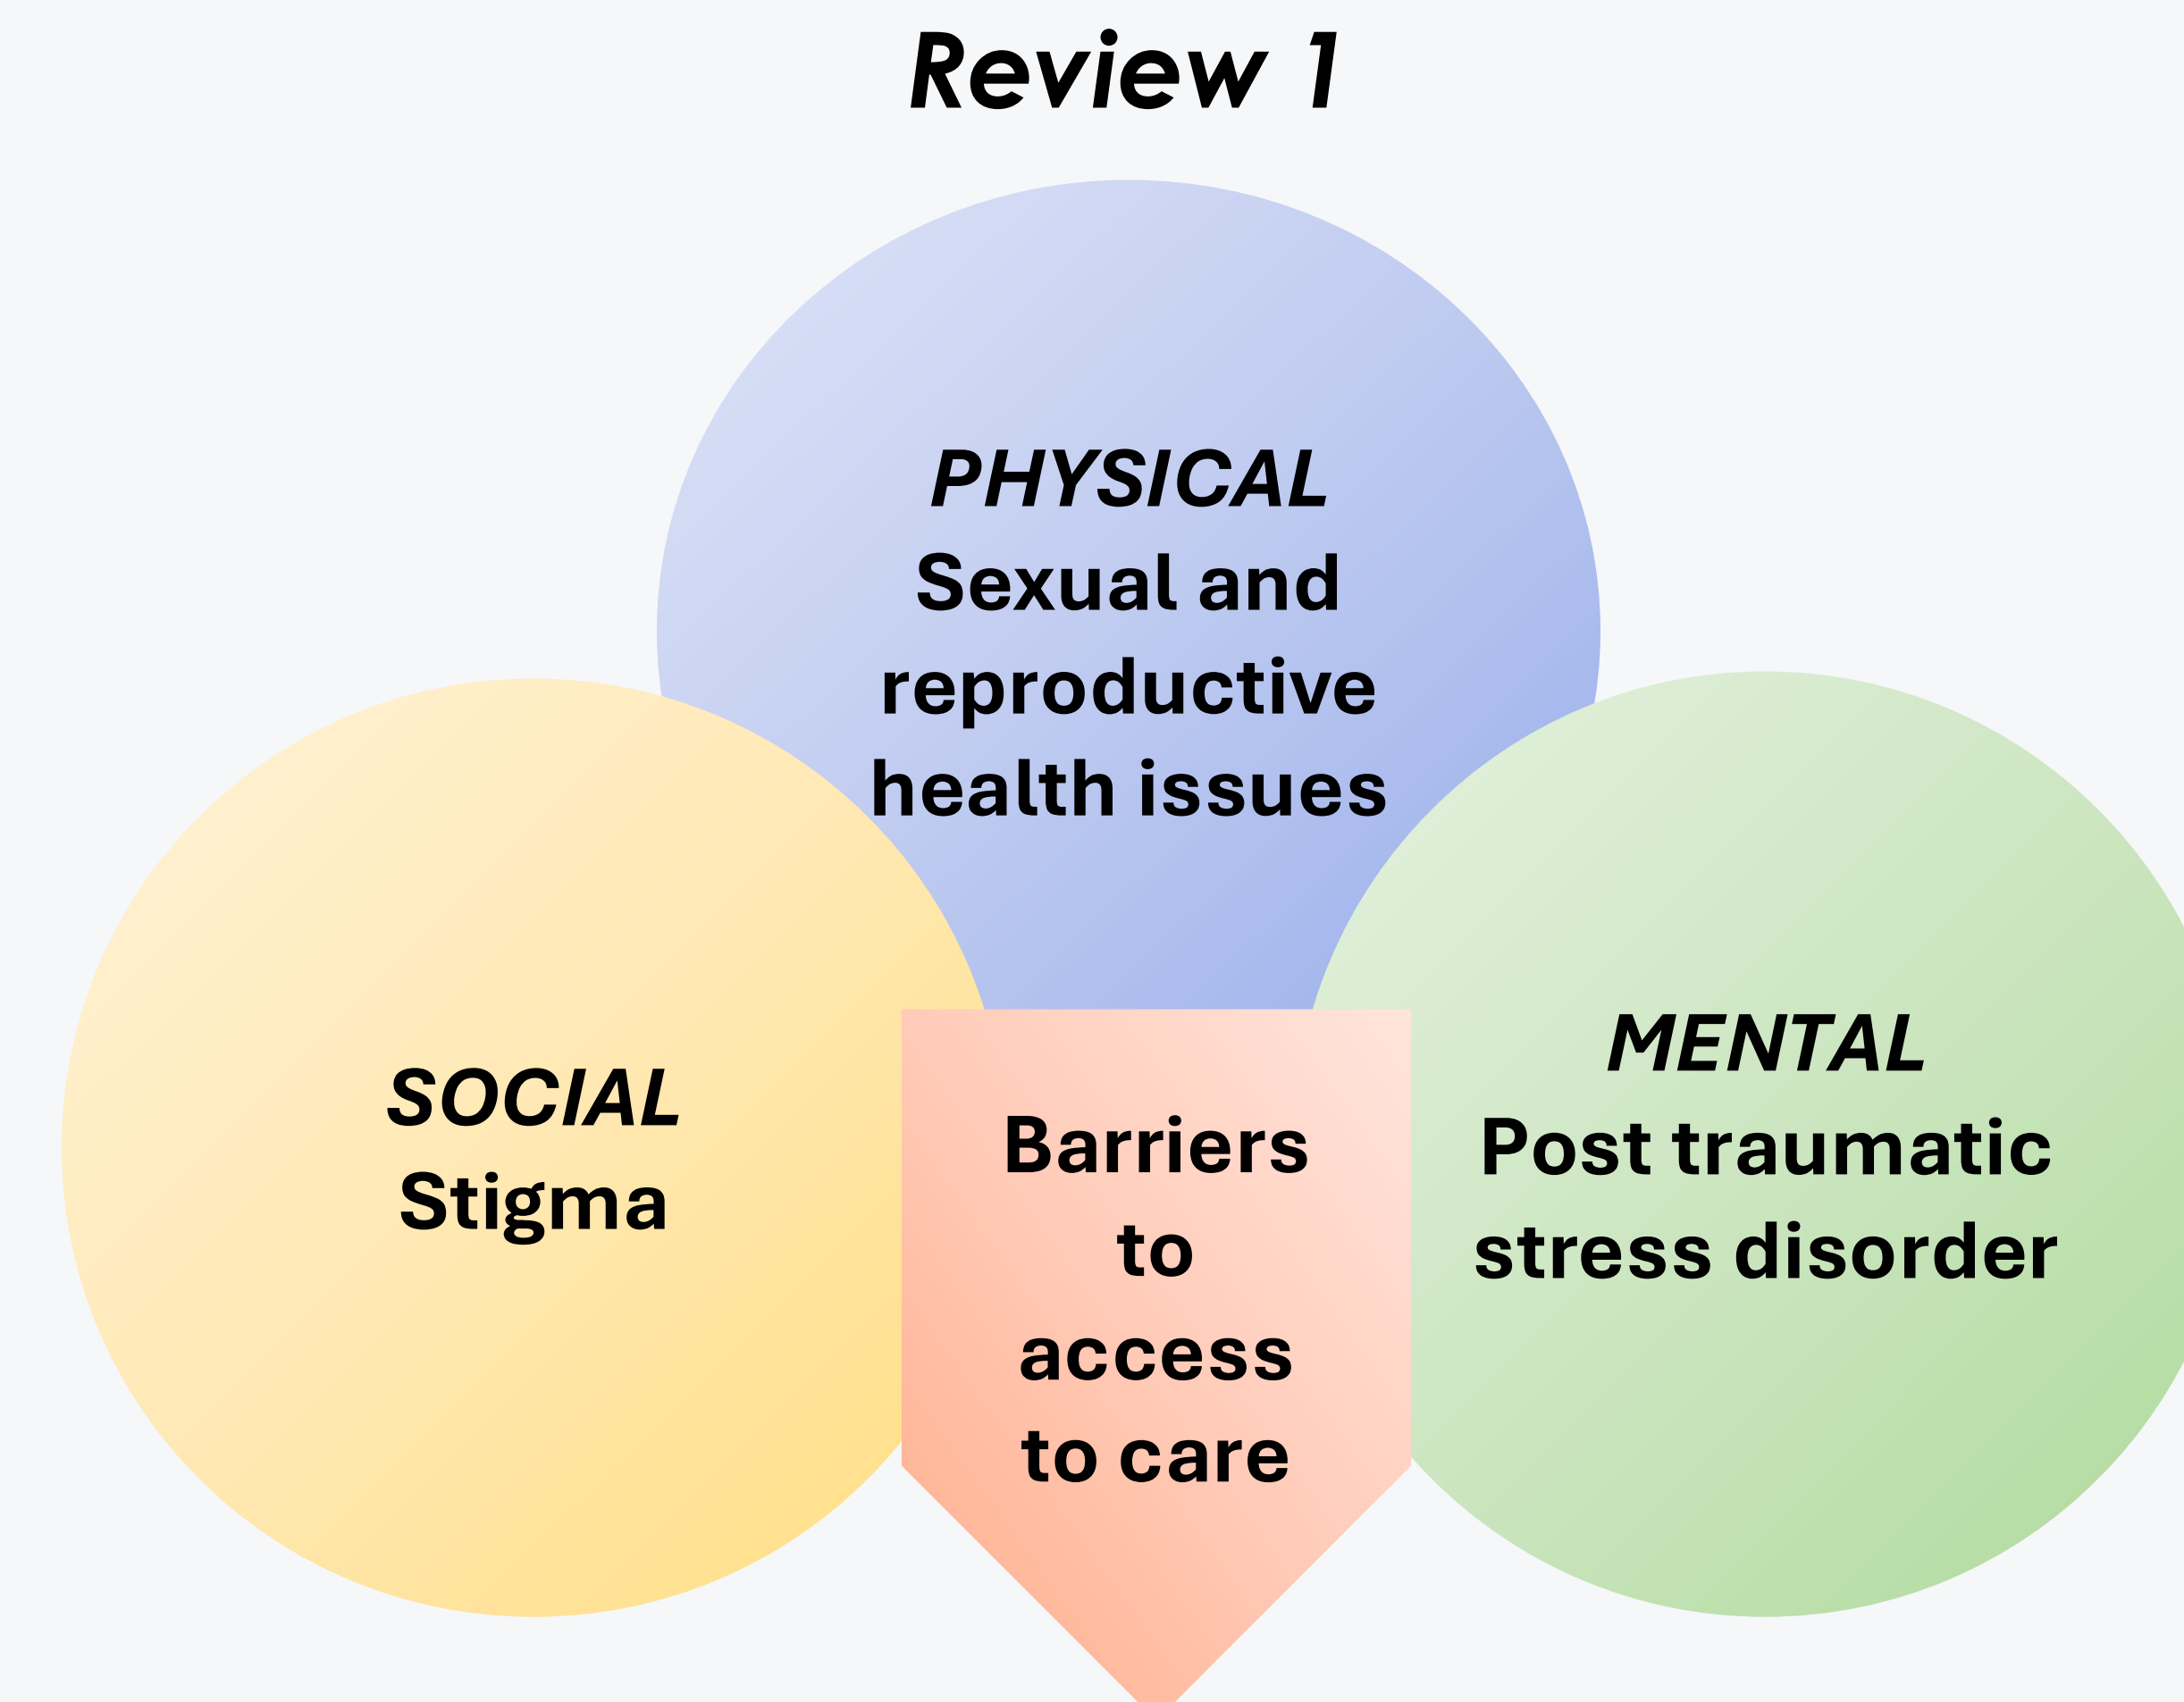 Review 1
PHYSICAL
Sexual and
reproductive
health issues
SOCIAL
Stigma
Barriers
to
access
to care
MENTAL
Post traumatic
stress disorder